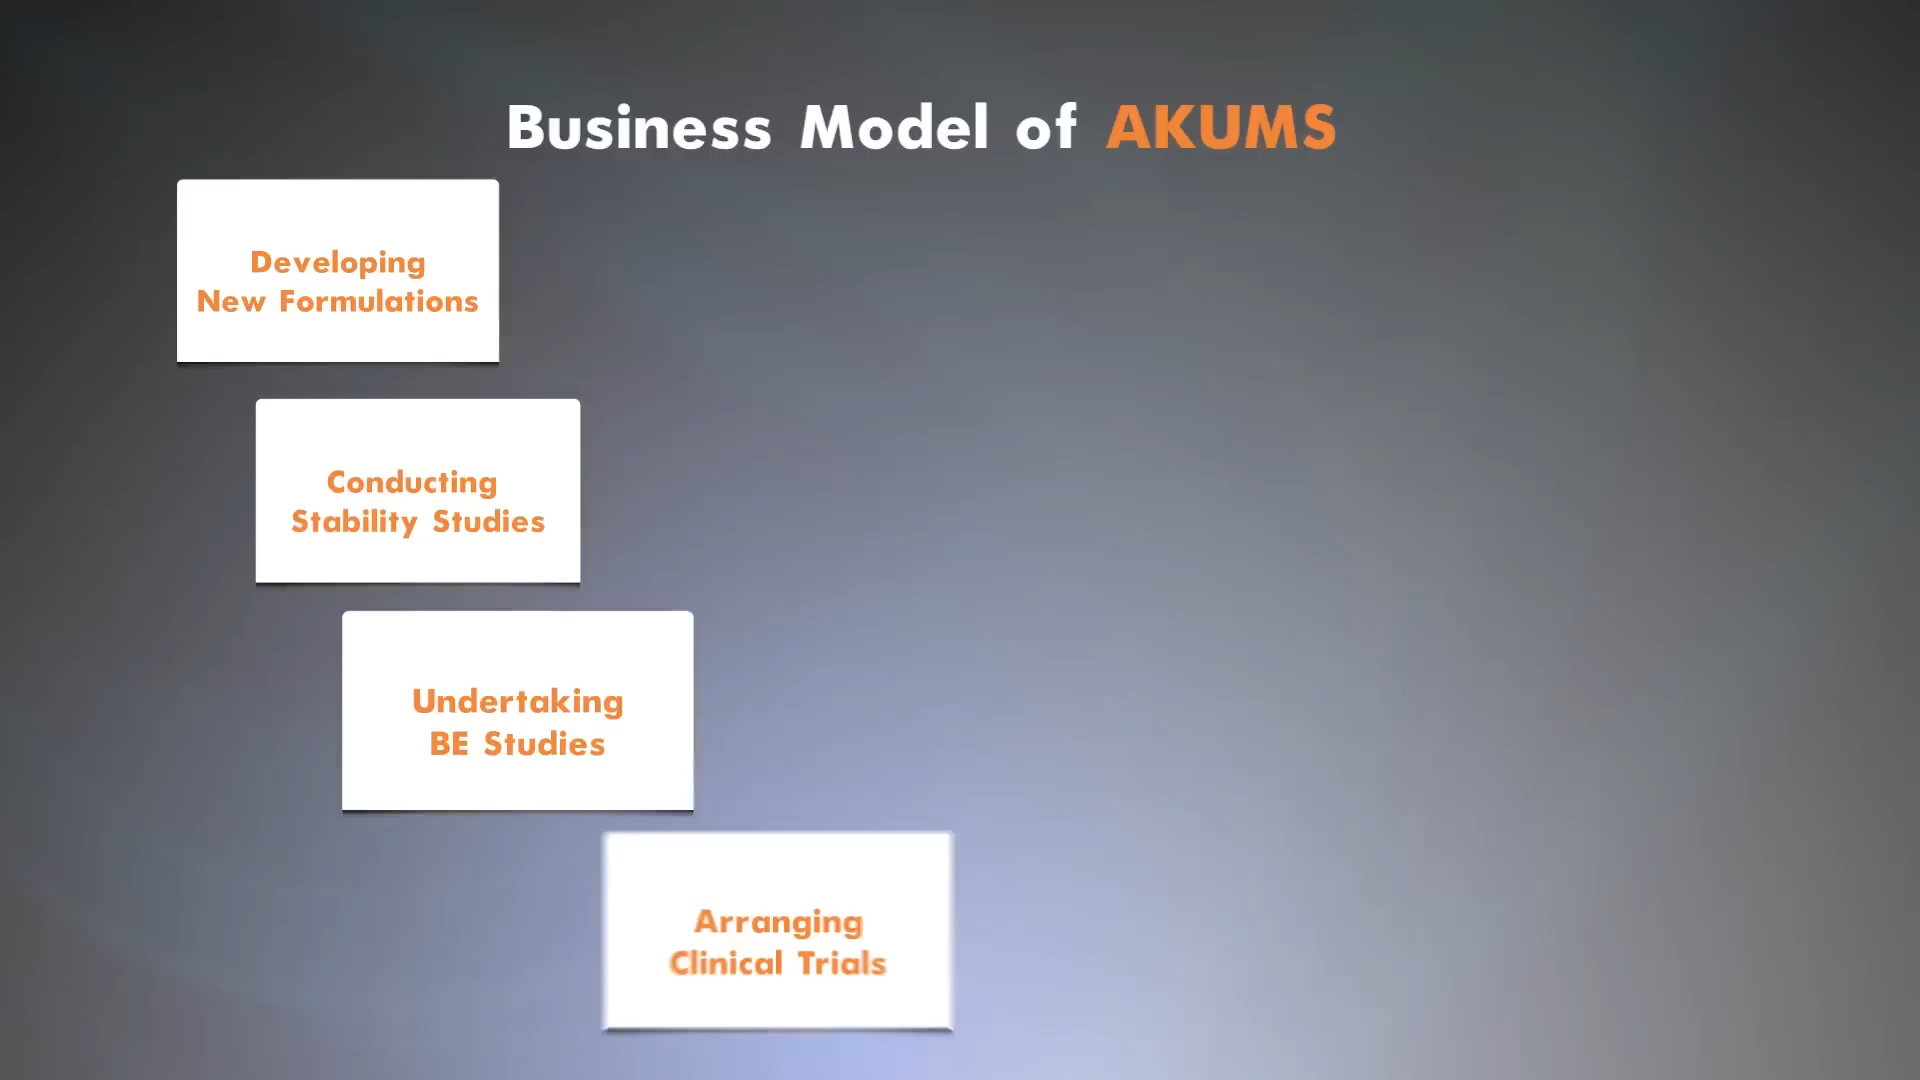 Business Model of AKUMS
Developing
New Formulations
Conducting
Stability Studies
Undertaking
BE Studies
Arranging
Clinical Trials